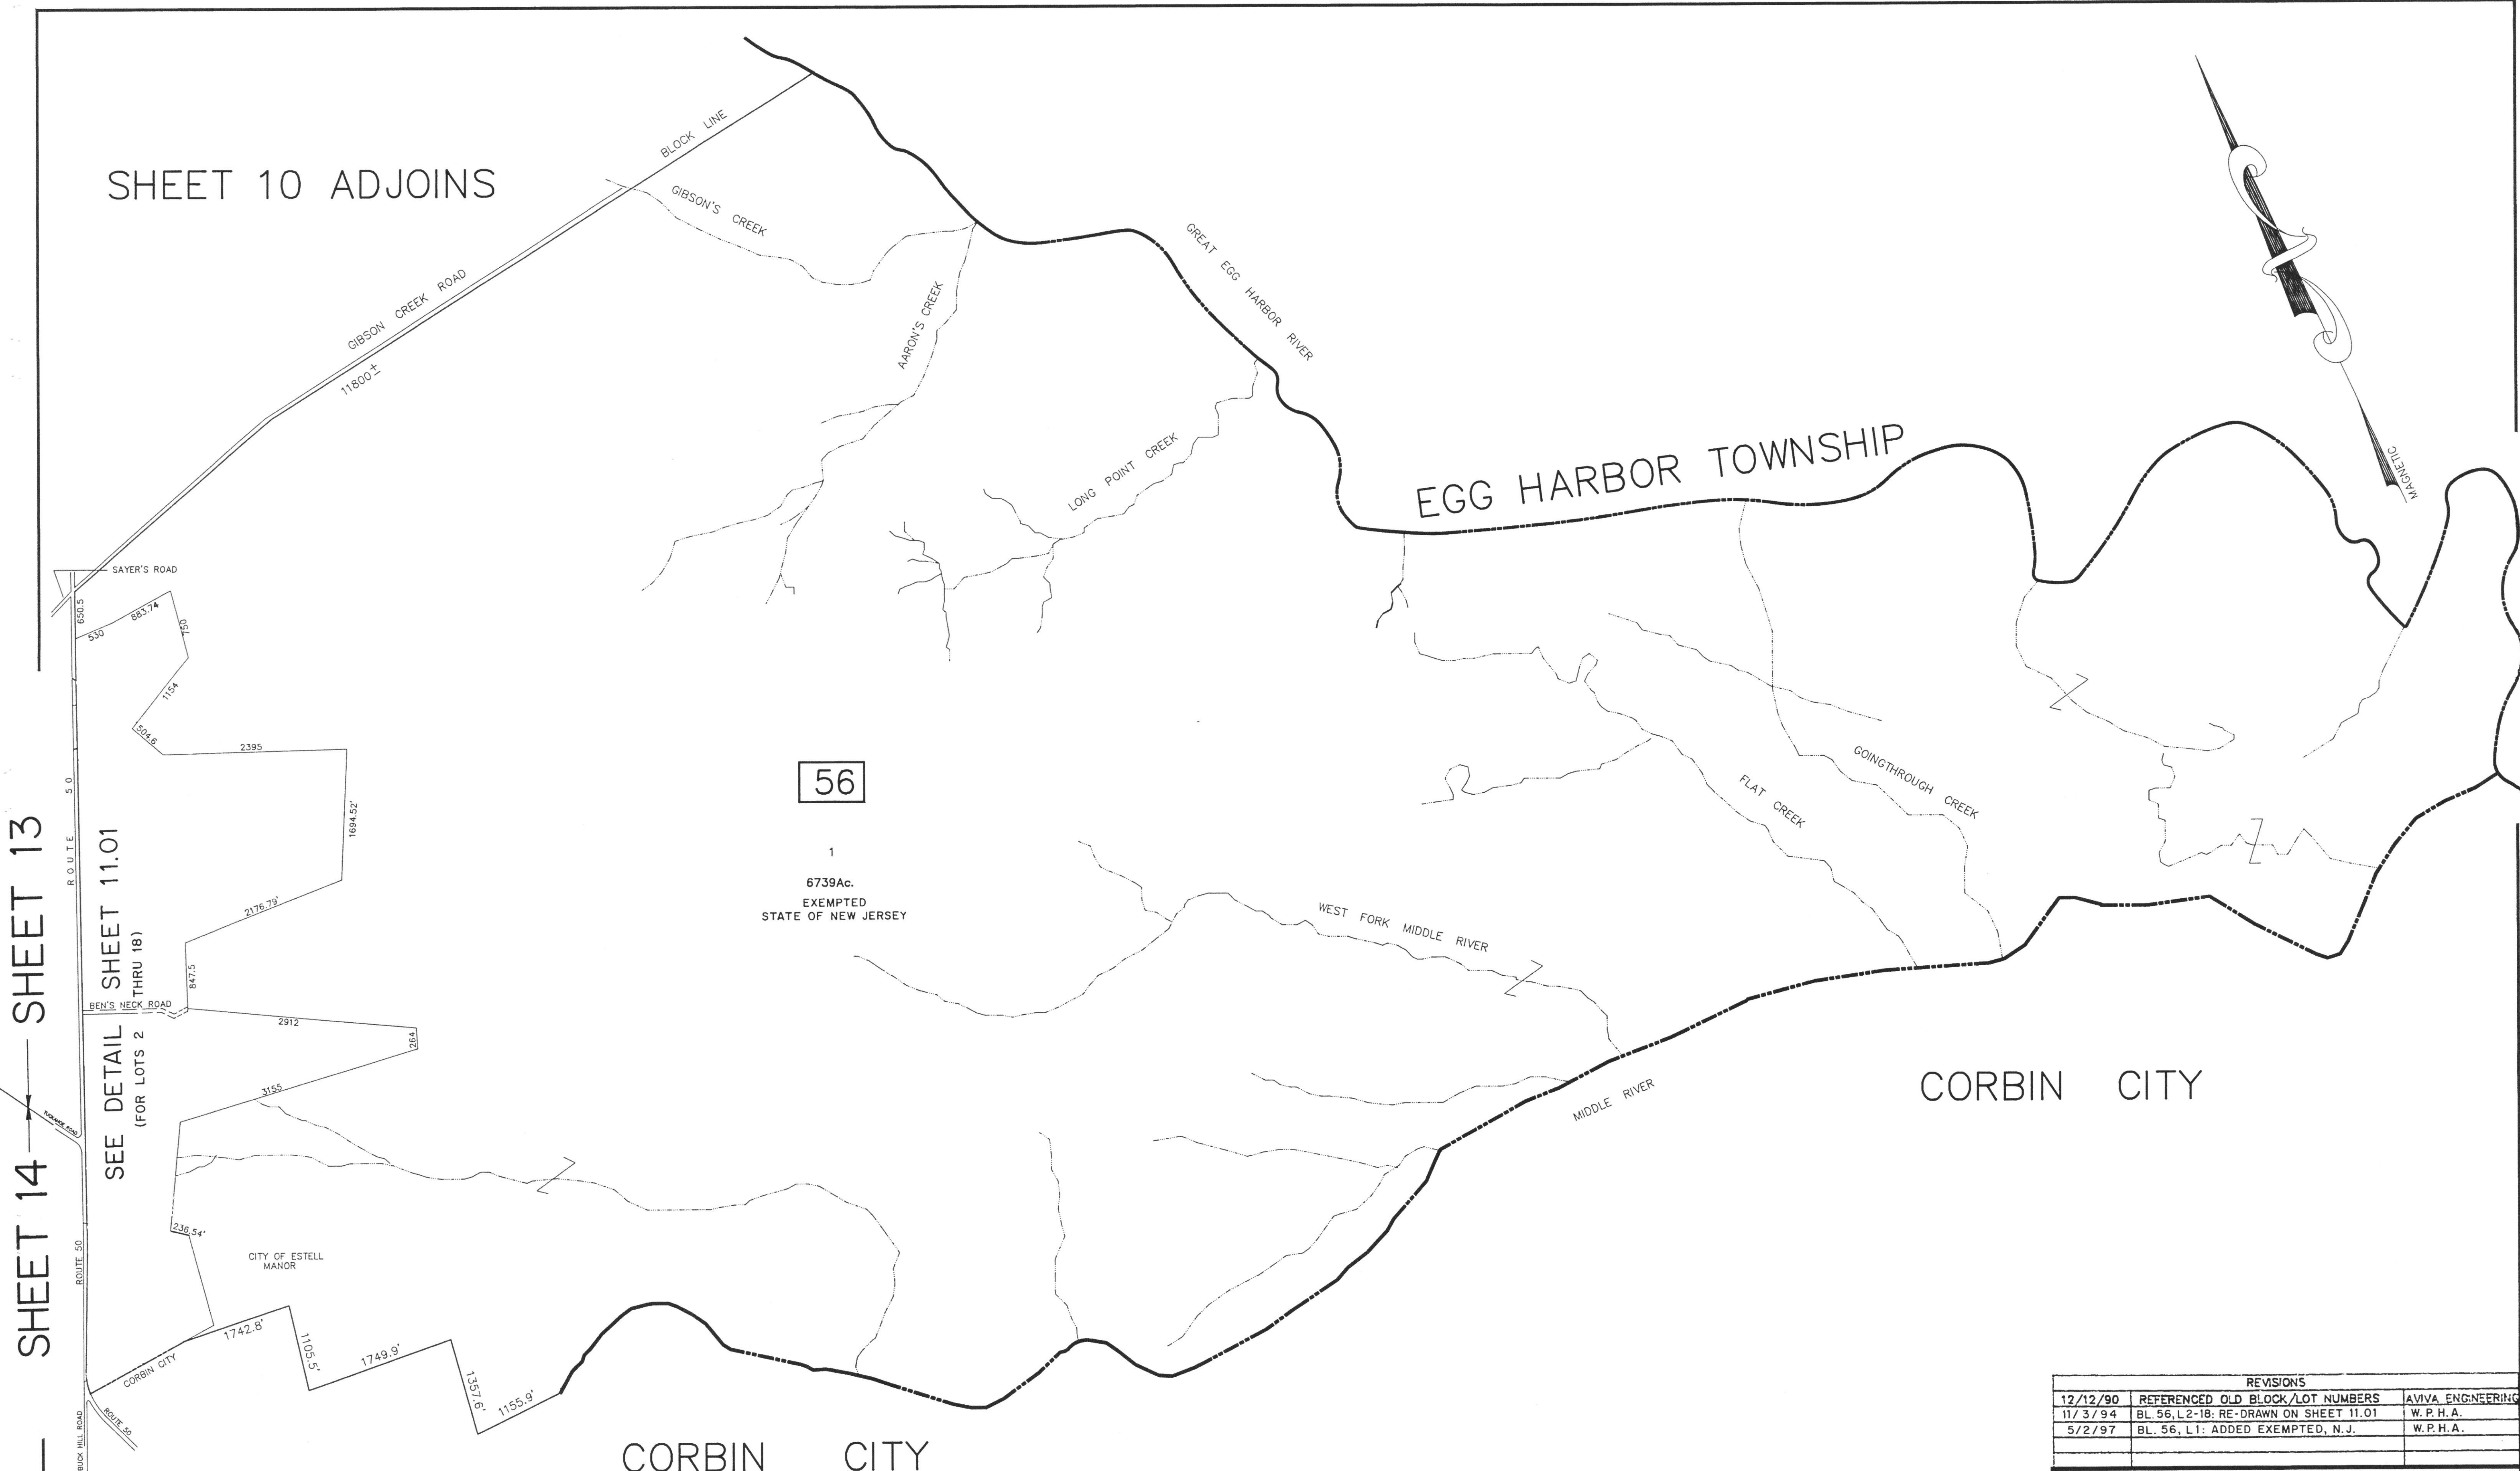 SHEET 10 ADJOINS
BLOCK LINE
GIBSON'S CREEK
GIBSON CREEK ROAD
11800±
AARON'S CREEK
GREAT EGG HARBOR RIVER
LONG POINT CREEK
EGG HARBOR TOWNSHIP
MAGNETIC
SAYER'S ROAD
650.5
530
883.74
750
1154
504.6
2395
1694.52'
2176.79'
847.5
ROUTE 50
SHEET 13
SHEET 14
SEE DETAIL SHEET 11.01
(FOR LOTS 2 THRU 18)
BEN'S NECK ROAD
2912
264
3155
TUCKAHOE ROAD
56
1
6739Ac.
EXEMPTED
STATE OF NEW JERSEY
FLAT CREEK
GOINGTHROUGH CREEK
WEST FORK MIDDLE RIVER
MIDDLE RIVER
CORBIN CITY
236.54'
CITY OF ESTELL
MANOR
ROUTE 50
1742.8'
1105.5'
1749.9'
1357.6'
1155.9'
CORBIN CITY
ROUTE 50
BUCK HILL ROAD
CORBIN CITY
REVISIONS
12/12/90 REFERENCED OLD BLOCK/LOT NUMBERS AVIVA ENGINEERING
11/3/94 BL. 56, L2-18: RE-DRAWN ON SHEET 11.01 W.P.H.A.
5/2/97 BL. 56, L1: ADDED EXEMPTED, N.J. W.P.H.A.